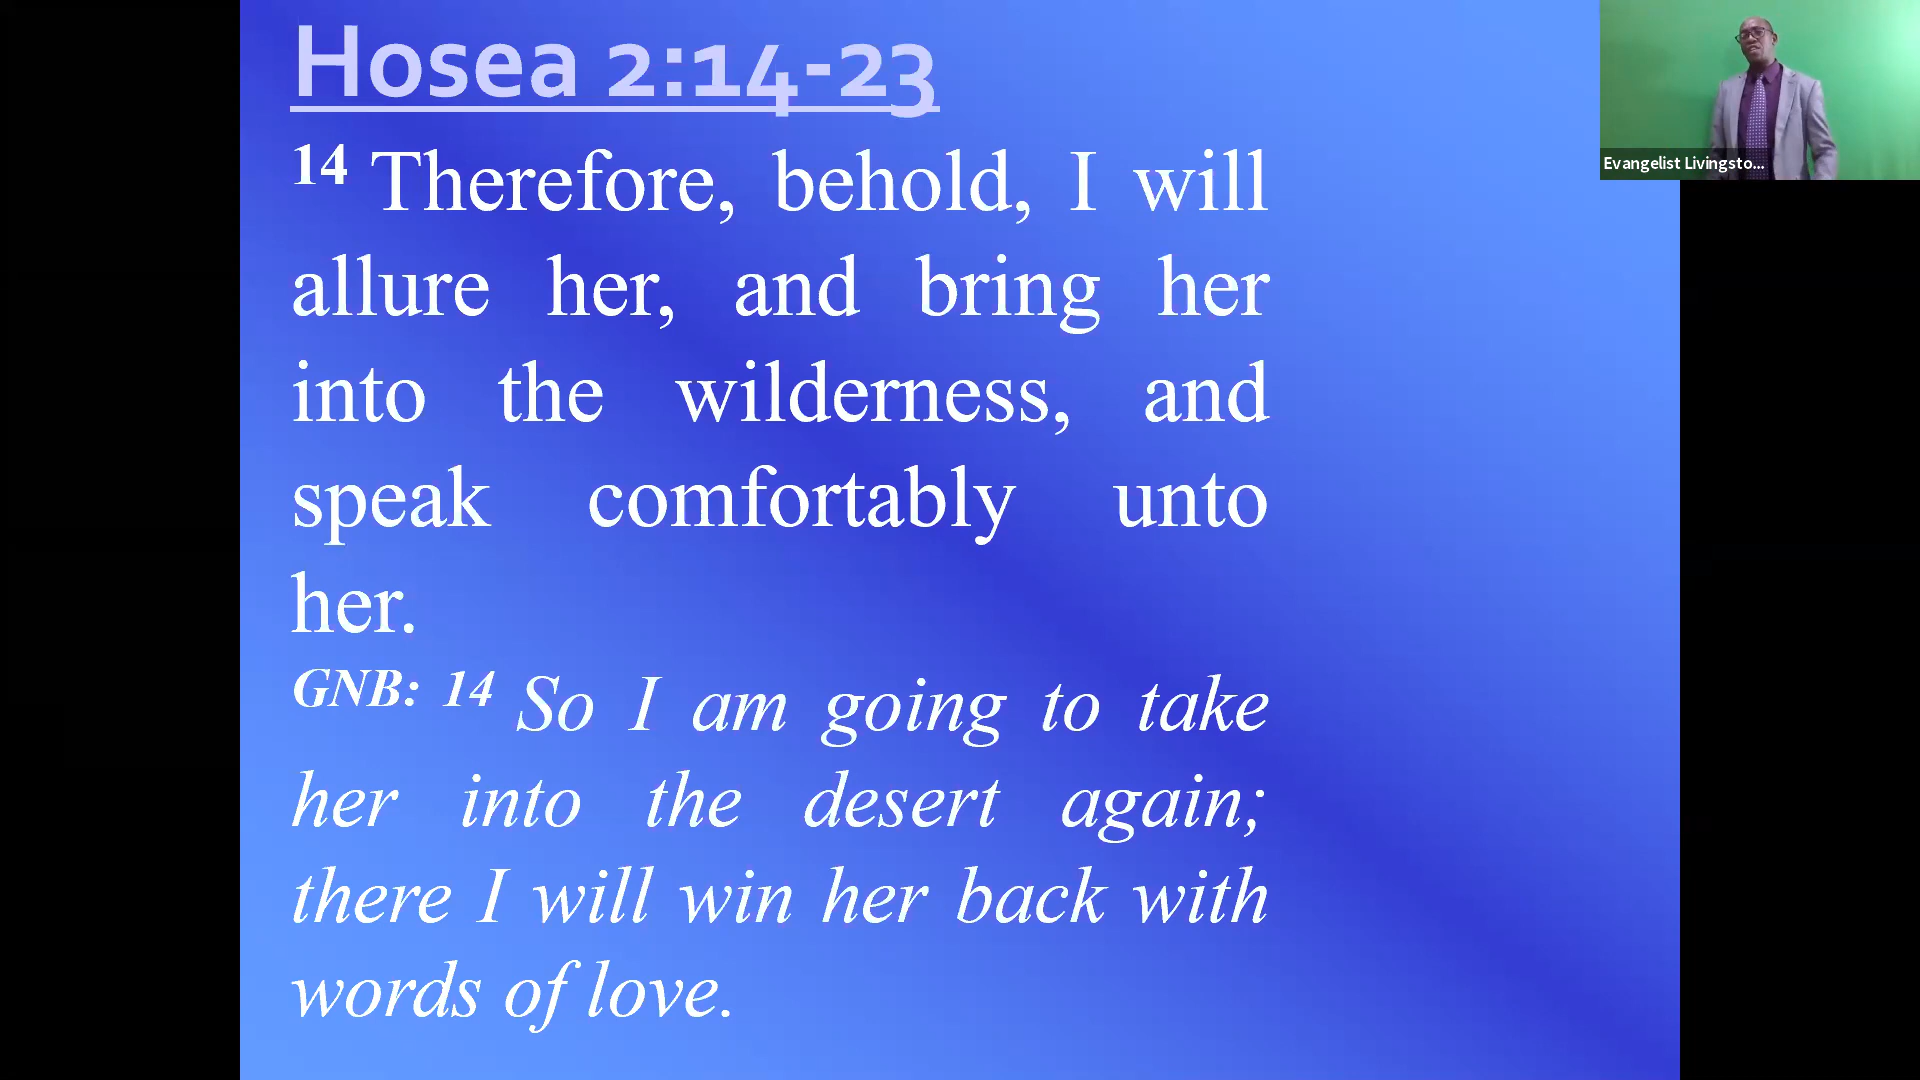 Hosea 2:14-23
14 Therefore, behold, I will
allure her, and bring her
into the wilderness, and
speak comfortably unto
her.
GNB: 14 So I am going to take
her into the desert again;
there I will win her back with
words of love.
Evangelist Livingsto...